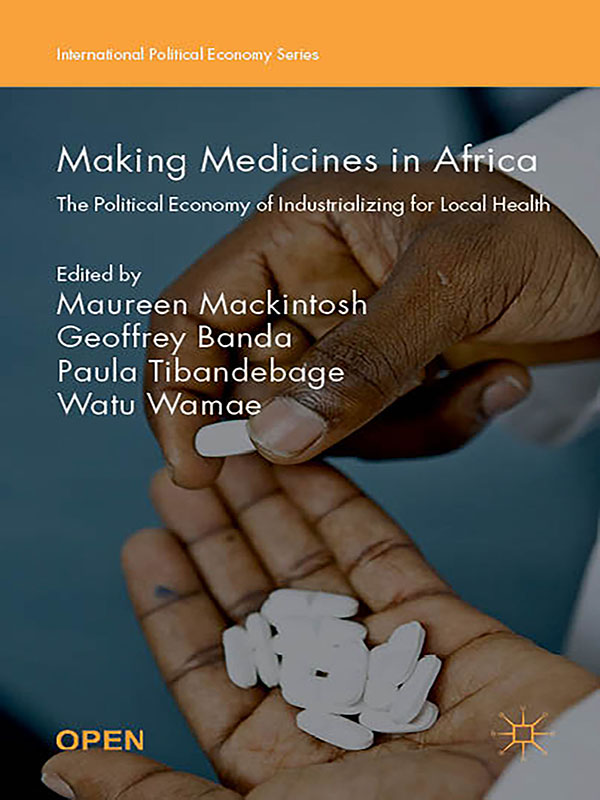 International Political Economy Series
Making Medicines in Africa
The Political Economy of Industrializing for Local Health
Edited by
Maureen Mackintosh
Geoffrey Banda
Paula Tibandebage
Watu Wamae
OPEN